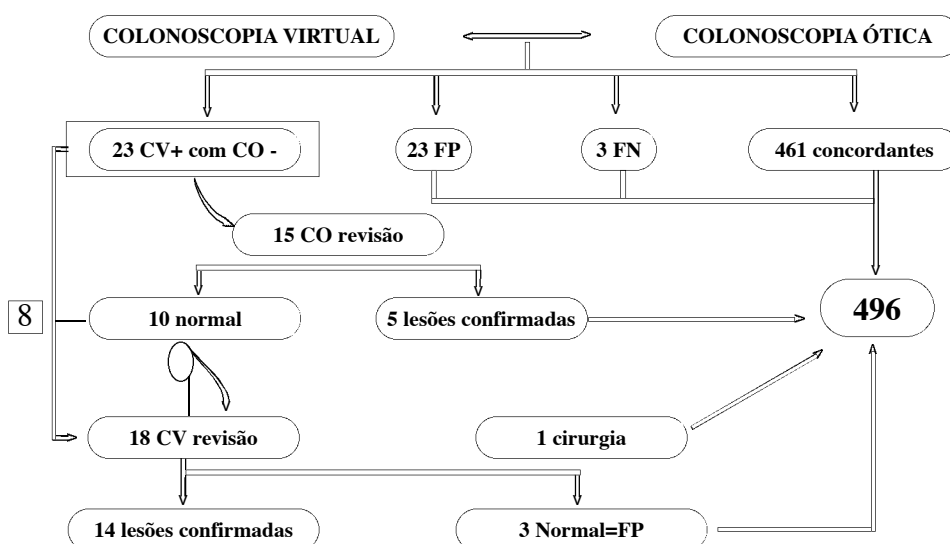 COLONOSCOPIA VIRTUAL
COLONOSCOPIA ÓTICA
23 CV+ com CO -
23 FP
3 FN
461 concordantes
15 CO revisão
8
10 normal
5 lesões confirmadas
496
18 CV revisão
1 cirurgia
14 lesões confirmadas
3 Normal=FP